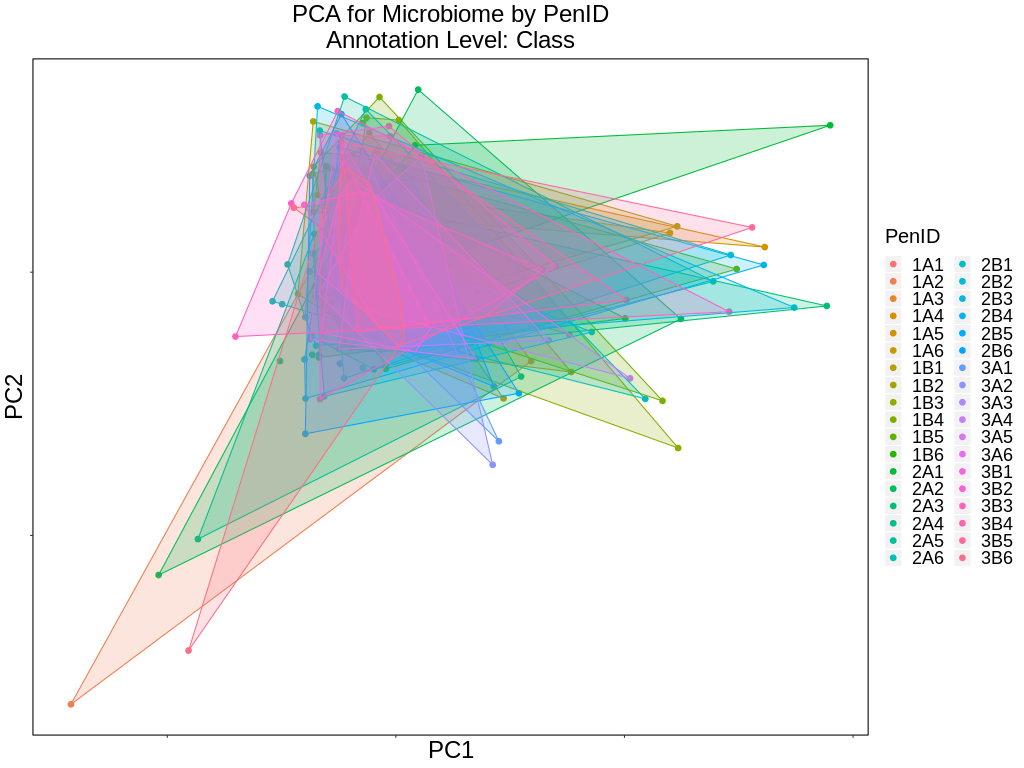 PCA for Microbiome by PenID
Annotation Level: Class
PC2
PC1
PenID
1A1
1A2
1A3
1A4
1A5
1A6
1B1
1B2
1B3
1B4
1B5
1B6
2A1
2A2
2A3
2A4
2A5
2A6
2B1
2B2
2B3
2B4
2B5
2B6
3A1
3A2
3A3
3A4
3A5
3A6
3B1
3B2
3B3
3B4
3B5
3B6